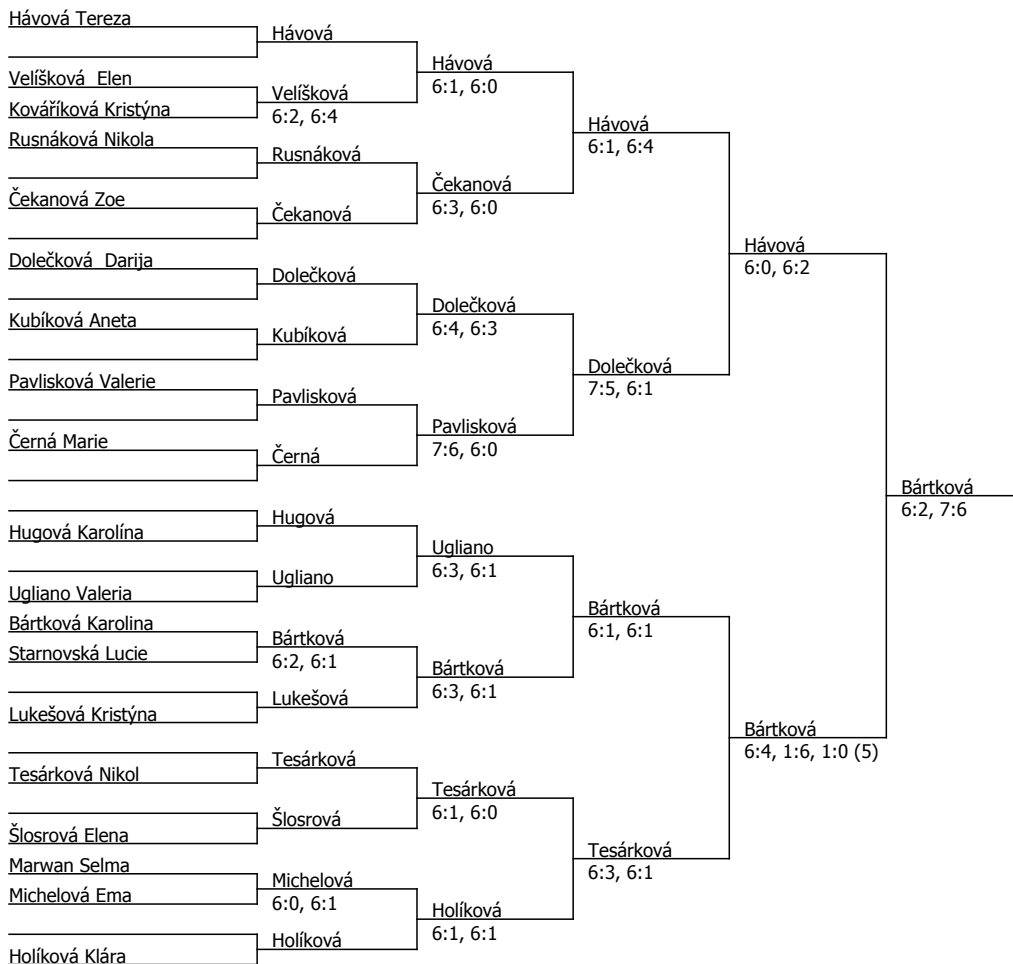 Hávová Tereza
Hávová
Hávová
6:1, 6:0
Velíšková  Elen
Velíšková
6:2, 6:4
Kováříková Kristýna
Hávová
6:1, 6:4
Rusnáková Nikola
Rusnáková
Čekanová
6:3, 6:0
Čekanová Zoe
Čekanová
Hávová
6:0, 6:2
Dolečková  Darija
Dolečková
Dolečková
6:4, 6:3
Kubíková Aneta
Kubíková
Dolečková
7:5, 6:1
Pavlisková Valerie
Pavlisková
Pavlisková
7:6, 6:0
Černá Marie
Černá
Bártková
6:2, 7:6
Hugová
Hugová Karolína
Ugliano
6:3, 6:1
Ugliano
Ugliano Valeria
Bártková
6:1, 6:1
Bártková Karolina
Bártková
6:2, 6:1
Starnovská Lucie
Bártková
6:3, 6:1
Lukešová
Lukešová Kristýna
Bártková
6:4, 1:6, 1:0 (5)
Tesárková
Tesárková Nikol
Tesárková
6:1, 6:0
Šlosrová
Šlosrová Elena
Tesárková
6:3, 6:1
Marwan Selma
Michelová
6:0, 6:1
Michelová Ema
Holíková
6:1, 6:1
Holíková
Holíková Klára